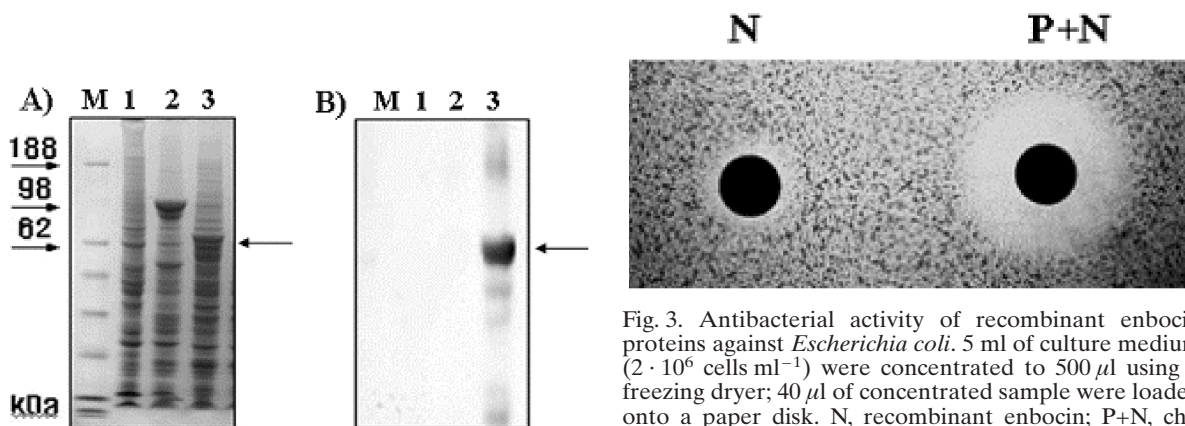 A) M 1 2 3
188
98
62
kDa
B) M 1 2 3
N P+N
Fig. 3. Antibacterial activity of recombinant enboci
proteins against Escherichia coli. 5 ml of culture medium
(2 · 10⁶ cells ml⁻¹) were concentrated to 500 μl using
freezing dryer; 40 μl of concentrated sample were loade
onto a paper disk. N, recombinant enbocin; P+N, ch